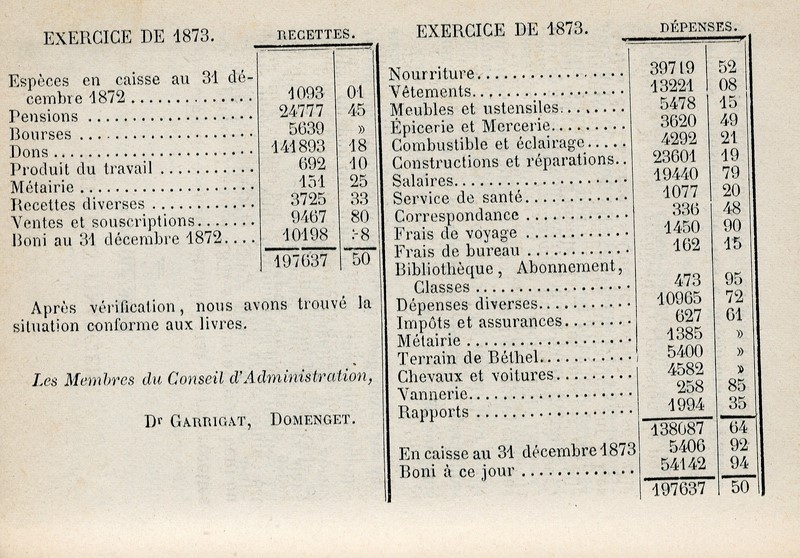 EXERCICE DE 1873. RECETTES.
Espèces en caisse au 31 dé-
cembre 1872 .............. 1093 01
Pensions .................... 24777 45
Bourses ..................... 5639 »
Dons ........................ 141893 18
Produit du travail ........... 692 10
Métairie ..................... 151 25
Recettes diverses ............ 3725 33
Ventes et souscriptions....... 9467 80
Boni au 31 décembre 1872.... 10198 38
197637 50
Après vérification, nous avons trouvé la
situation conforme aux livres.
Les Membres du Conseil d'Administration,
Dr GARRIGAT, DOMENGET.
EXERCICE DE 1873. DÉPENSES.
Nourriture.................. 39719 52
Vêtements................... 13221 08
Meubles et ustensiles........ 5478 15
Épicerie et Mercerie......... 3620 49
Combustible et éclairage..... 4292 21
Constructions et réparations.. 23601 19
Salaires..................... 19440 79
Service de santé............. 1077 20
Correspondance ............ 336 48
Frais de voyage ............ 1450 90
Frais de bureau ............ 162 15
Bibliothèque, Abonnement,
Classes .................. 473 95
Dépenses diverses........... 10965 72
Impôts et assurances........ 627 61
Métairie ................... 1385 »
Terrain de Béthel........... 5400 »
Chevaux et voitures......... 4582 »
Vannerie.................... 258 85
Rapports ................... 1994 35
138087 64
En caisse au 31 décembre 1873 5406 92
Boni à ce jour ............. 54142 94
197637 50